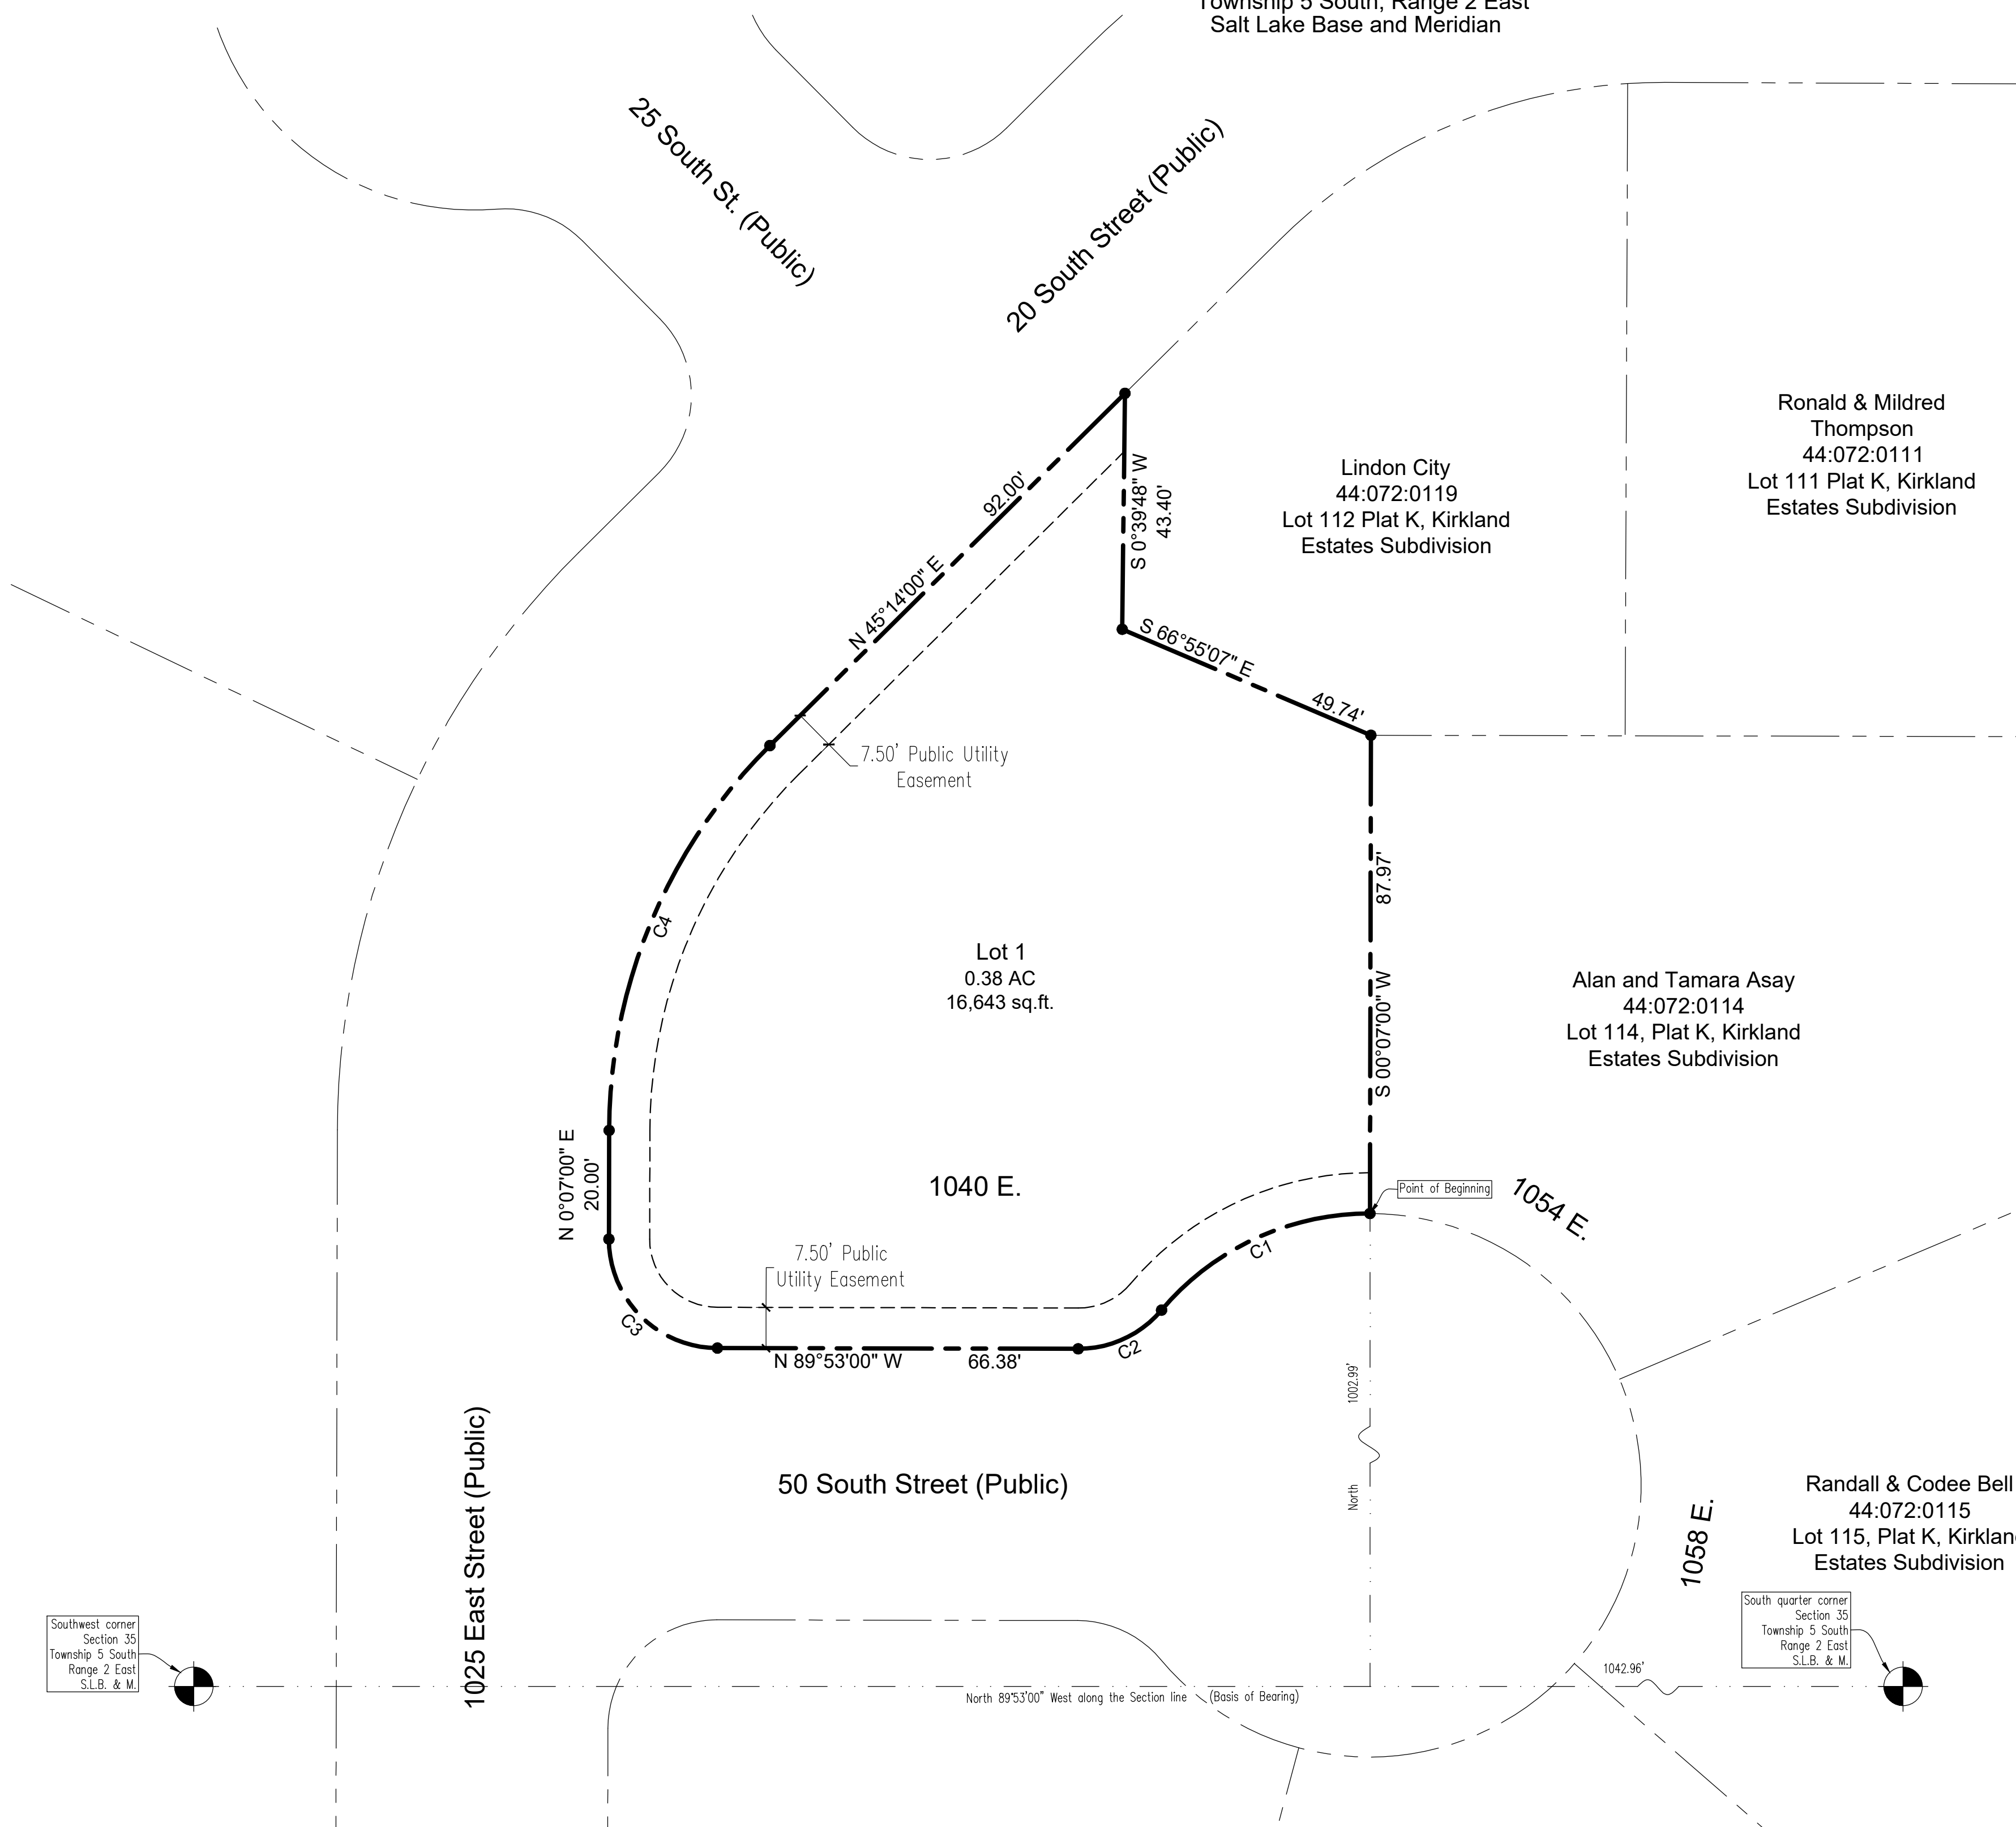 Township 5 South, Range 2 East
Salt Lake Base and Meridian
25 South St. (Public)
20 South Street (Public)
Ronald & Mildred
Thompson
44:072:0111
Lot 111 Plat K, Kirkland
Estates Subdivision
Lindon City
44:072:0119
Lot 112 Plat K, Kirkland
Estates Subdivision
92.00'
N 45°14'00" E
S 0°39'48" W
43.40'
S 66°55'07" E
49.74'
7.50' Public Utility
Easement
87.97'
S 00°07'00" W
C4
Lot 1
0.38 AC
16,643 sq.ft.
Alan and Tamara Asay
44:072:0114
Lot 114, Plat K, Kirkland
Estates Subdivision
N 0°07'00" E
20.00'
1040 E.
Point of Beginning
1054 E.
7.50' Public
Utility Easement
C1
C3
C2
N 89°53'00" W
66.38'
1002.99'
North
50 South Street (Public)
1025 East Street (Public)
1058 E.
Randall & Codee Bell
44:072:0115
Lot 115, Plat K, Kirklan
Estates Subdivision
Southwest corner
Section 35
Township 5 South
Range 2 East
S.L.B. & M.
South quarter corner
Section 35
Township 5 South
Range 2 East
S.L.B. & M.
1042.96'
North 89°53'00" West along the Section line (Basis of Bearing)